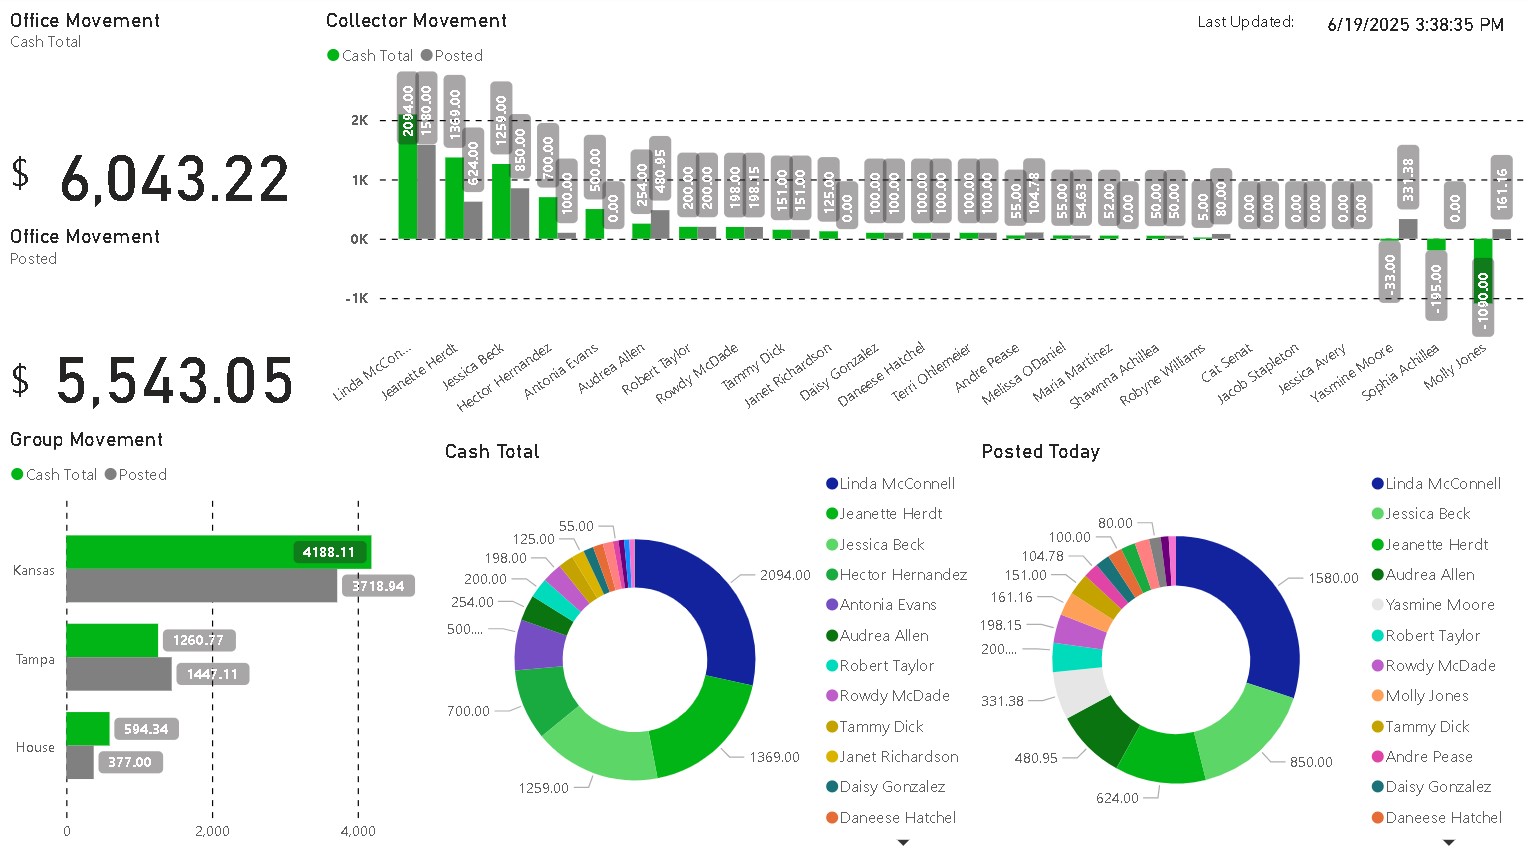 Office Movement
Cash Total
$ 6,043.22
Office Movement
Posted
$ 5,543.05
Collector Movement
Cash Total Posted
Last Updated: 6/19/2025 3:38:35 PM
2K
1K
0K
-1K
2094.00 1580.00 1369.00 624.00 1259.00 850.00 700.00 100.00 500.00 0.00 254.00 480.95 200.00 200.00 198.00 198.15 151.00 151.00 125.00 0.00 100.00 100.00 100.00 100.00 100.00 100.00 55.00 104.78 55.00 54.63 52.00 0.00 50.00 50.00 5.00 80.00 0.00 0.00 0.00 0.00 0.00 0.00 -33.00 331.38 -195.00 0.00 -1090.00 161.16
Linda McCon...
Jeanette Herdt
Jessica Beck
Hector Hernandez
Antonia Evans
Audrea Allen
Robert Taylor
Rowdy McDade
Tammy Dick
Janet Richardson
Daisy Gonzalez
Daneese Hatchel
Terri Ohlemeier
Andre Pease
Melissa O'Daniel
Maria Martinez
Shawnna Achillea
Robyne Williams
Cat Senat
Jacob Stapleton
Jessica Avery
Yasmine Moore
Sophia Achillea
Molly Jones
Group Movement
Cash Total Posted
Kansas
4188.11
3718.94
Tampa
1260.77
1447.11
House
594.34
377.00
0 2,000 4,000
Cash Total
55.00
125.00
198.00
200.00
254.00
500....
700.00
1259.00
1369.00
2094.00
Linda McConnell
Jeanette Herdt
Jessica Beck
Hector Hernandez
Antonia Evans
Audrea Allen
Robert Taylor
Rowdy McDade
Tammy Dick
Janet Richardson
Daisy Gonzalez
Daneese Hatchel
Posted Today
80.00
100.00
104.78
151.00
161.16
198.15
200....
331.38
480.95
624.00
850.00
1580.00
Linda McConnell
Jessica Beck
Jeanette Herdt
Audrea Allen
Yasmine Moore
Robert Taylor
Rowdy McDade
Molly Jones
Tammy Dick
Andre Pease
Daisy Gonzalez
Daneese Hatchel